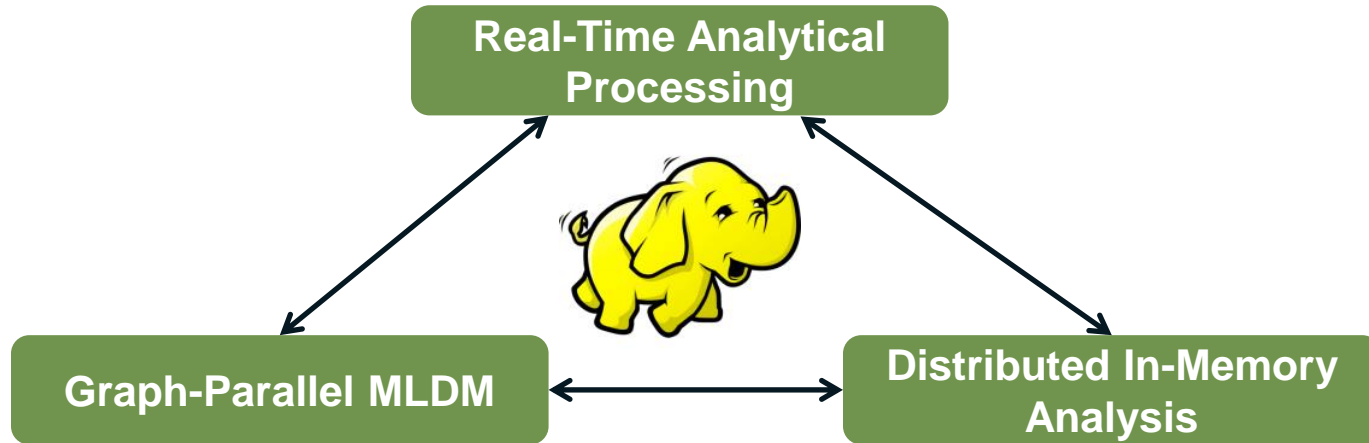 Real-Time Analytical
Processing
Graph-Parallel MLDM
Distributed In-Memory
Analysis